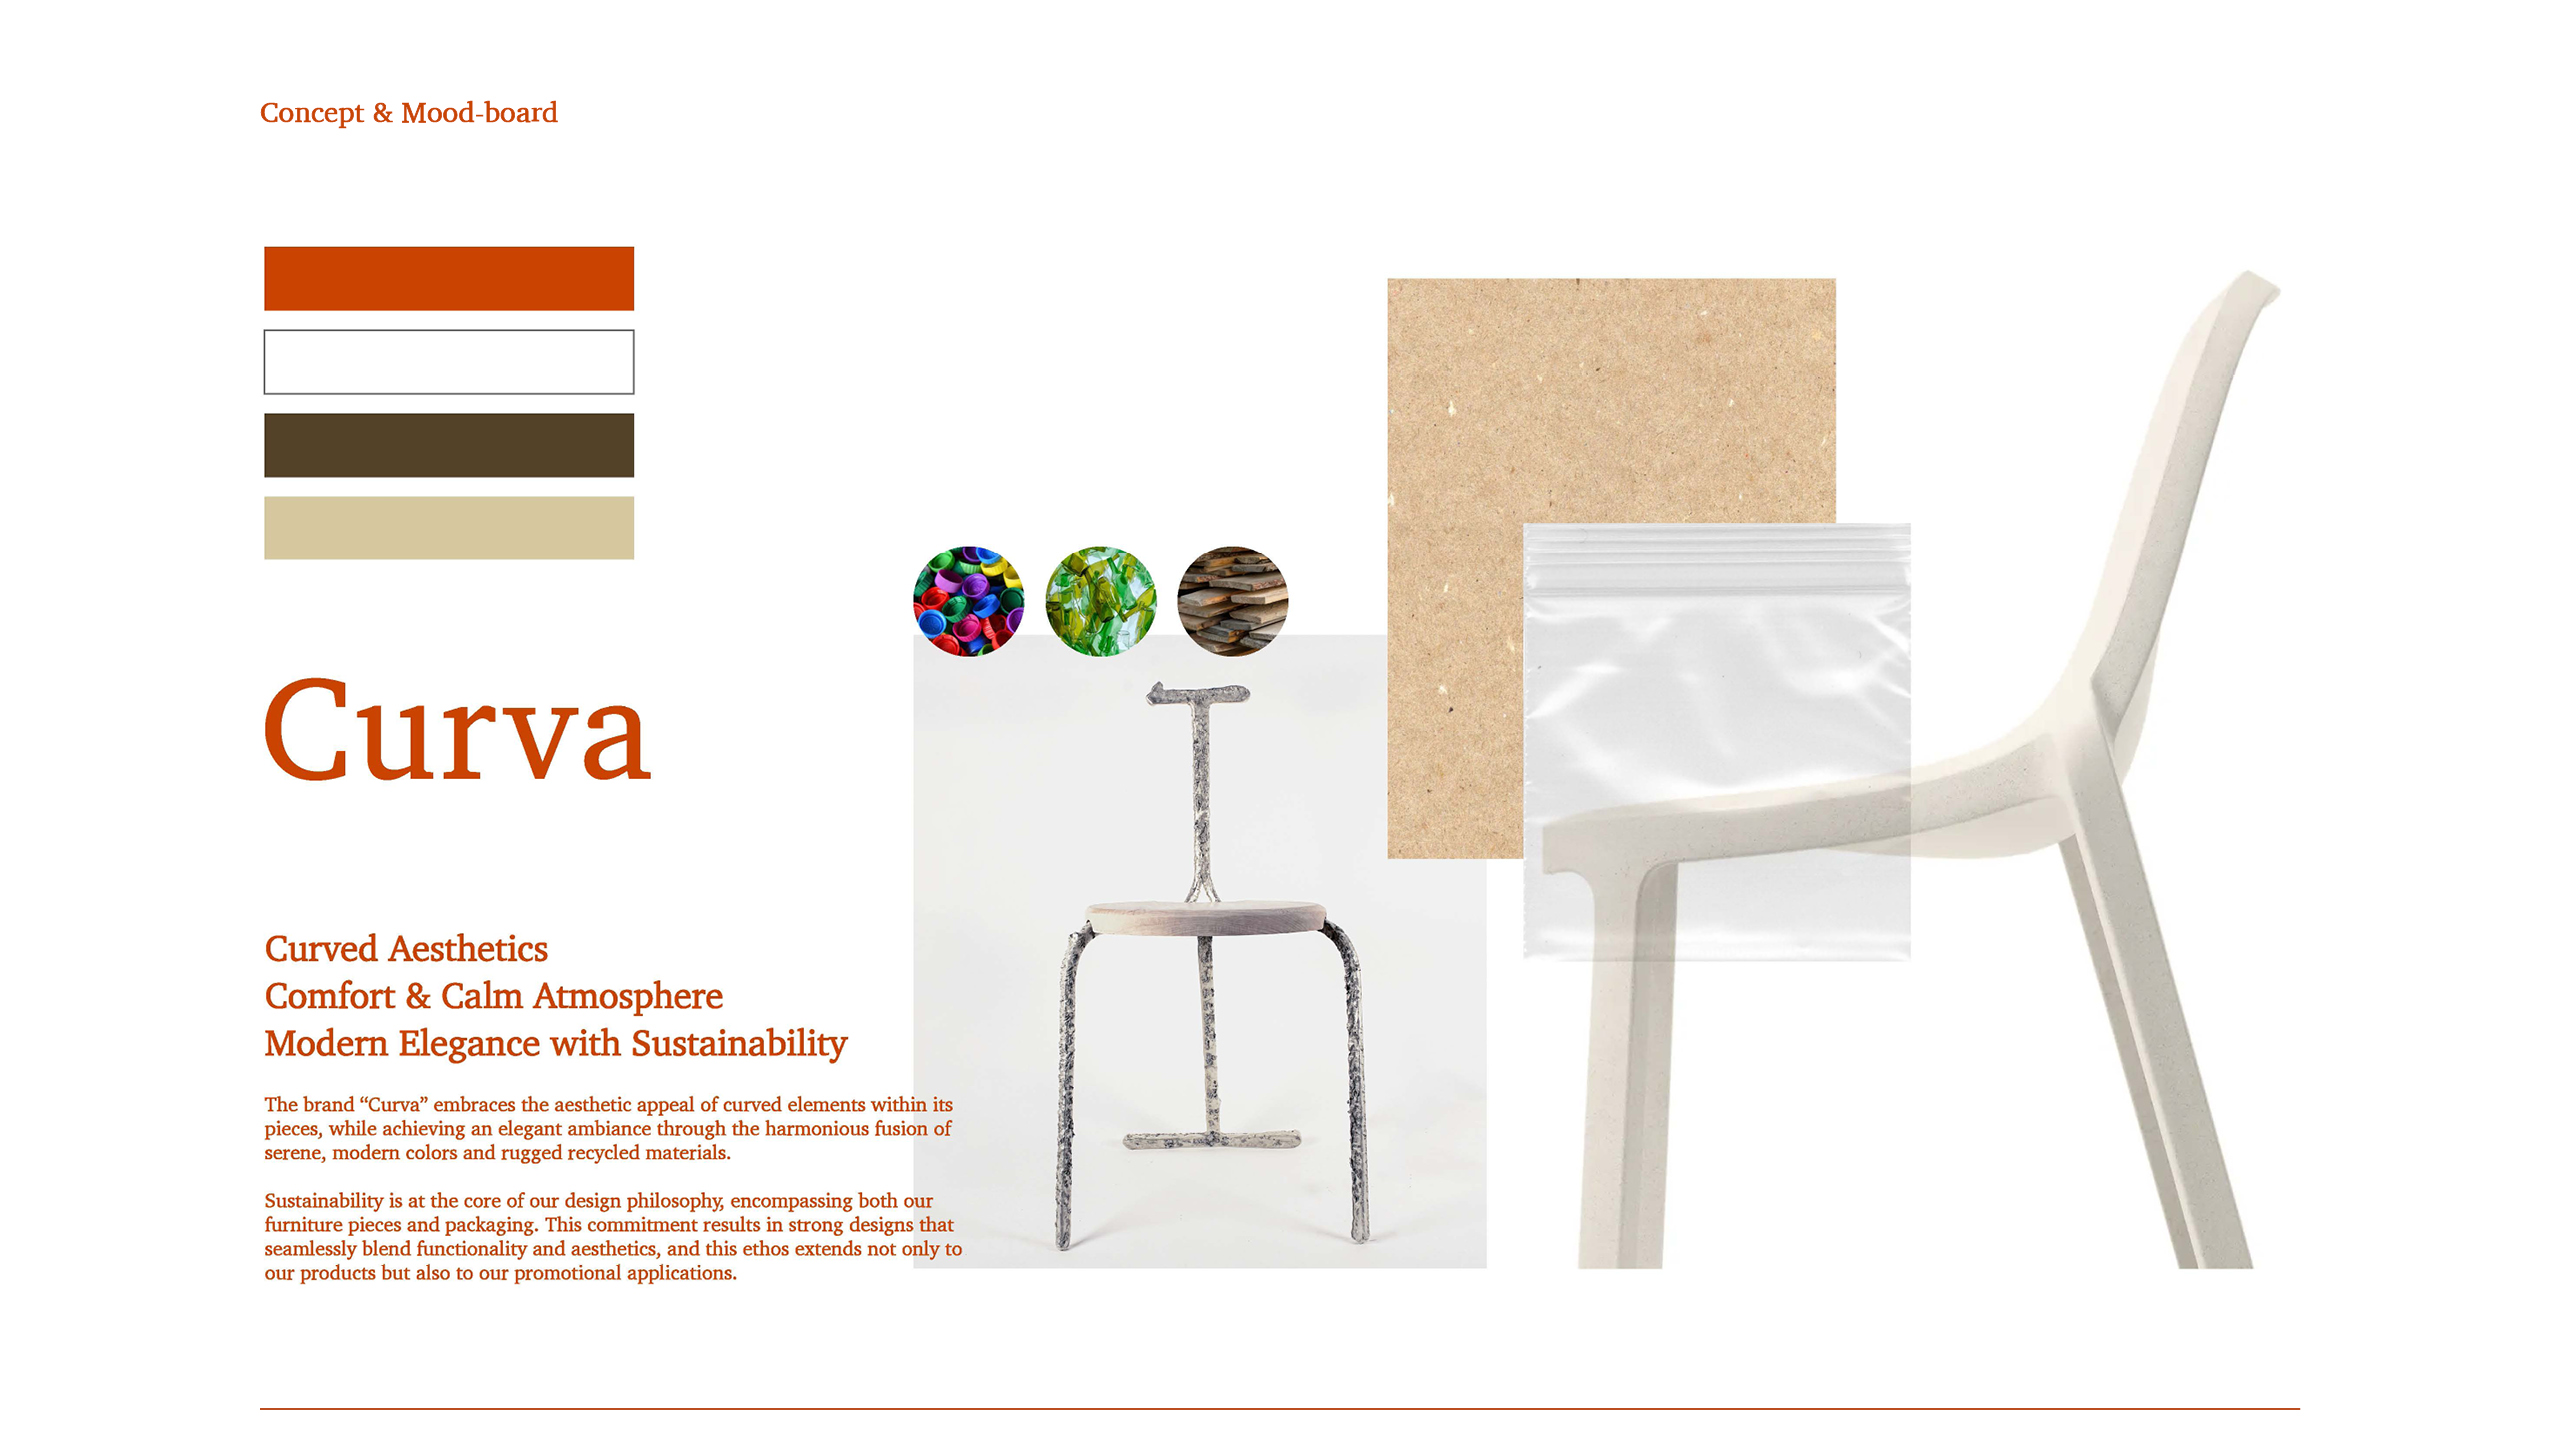 Concept & Mood-board
Curva
Curved Aesthetics
Comfort & Calm Atmosphere
Modern Elegance with Sustainability
The brand “Curva” embraces the aesthetic appeal of curved elements within its
pieces, while achieving an elegant ambiance through the harmonious fusion of
serene, modern colors and rugged recycled materials.
Sustainability is at the core of our design philosophy, encompassing both our
furniture pieces and packaging. This commitment results in strong designs that
seamlessly blend functionality and aesthetics, and this ethos extends not only to
our products but also to our promotional applications.